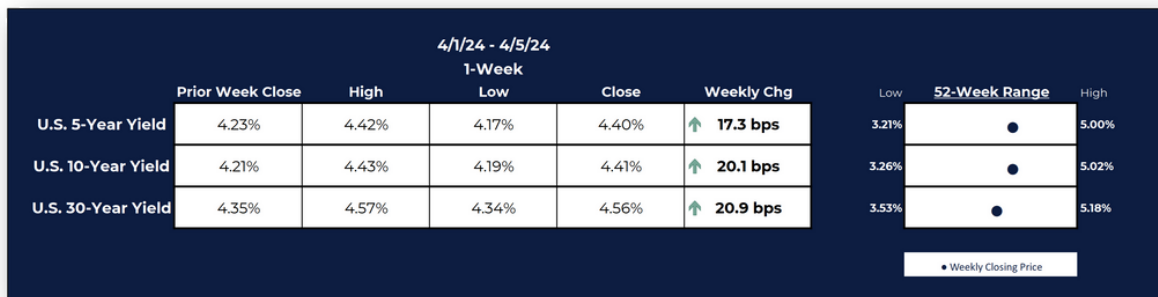 4/1/24 - 4/5/24
1-Week
Prior Week Close High Low Close Weekly Chg Low 52-Week Range High
U.S. 5-Year Yield 4.23% 4.42% 4.17% 4.40% 17.3 bps 3.21% 5.00%
U.S. 10-Year Yield 4.21% 4.43% 4.19% 4.41% 20.1 bps 3.26% 5.02%
U.S. 30-Year Yield 4.35% 4.57% 4.34% 4.56% 20.9 bps 3.53% 5.18%
● Weekly Closing Price